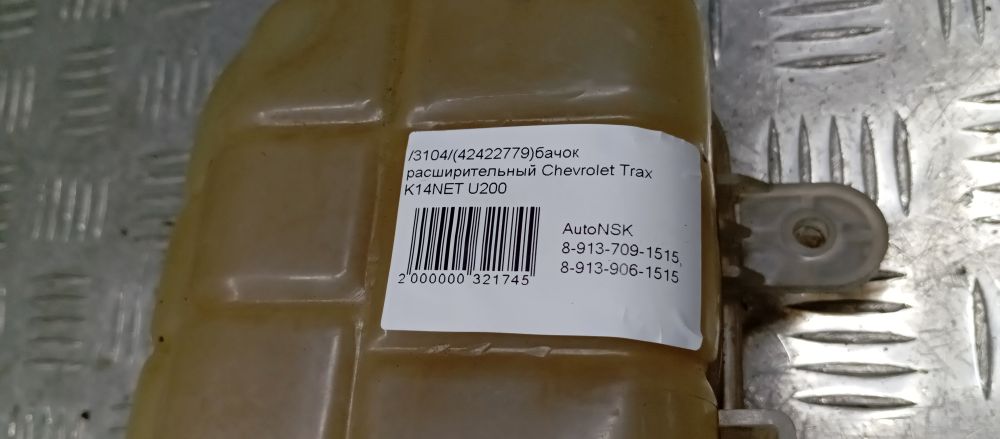 /3104/(42422779)бачок
расширительный Chevrolet Trax
K14NET U200
AutoNSK
8-913-709-1515,
8-913-906-1515
2 000000 321745